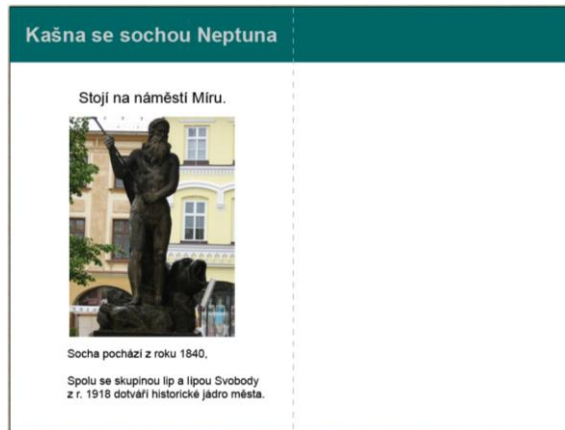 Kašna se sochou Neptuna
Stojí na náměstí Míru.
Socha pochází z roku 1840,
Spolu se skupinou lip a lípou Svobody
z r. 1918 dotváří historické jádro města.